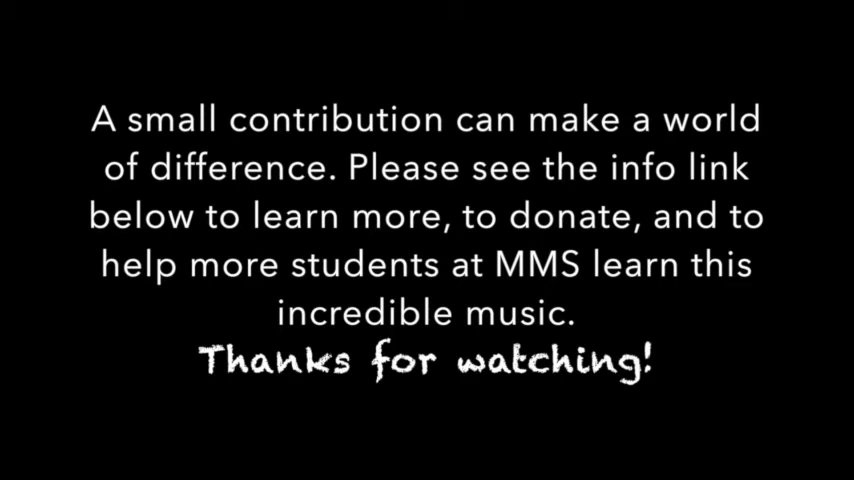 A small contribution can make a world
of difference. Please see the info link
below to learn more, to donate, and to
help more students at MMS learn this
incredible music.
Thanks for watching!